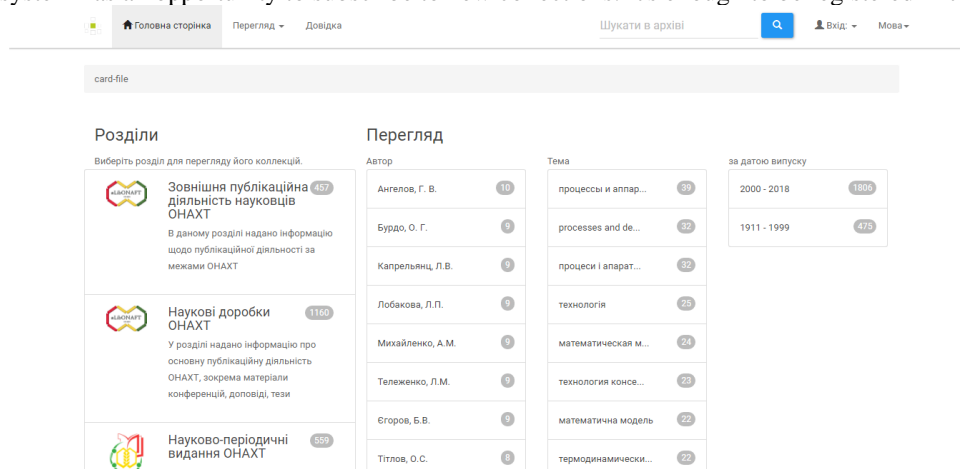 Головна сторінка Перегляд Довідка Шукати в архіві Вхід: Мова
card-file
Розділи
Виберіть розділ для перегляду його коллекцій.
Зовнішня публікаційна 457
діяльність науковців
ОНАХТ
В даному розділі надано інформацію
щодо публікаційної діяльності за
межами ОНАХТ
Наукові доробки 1160
ОНАХТ
У розділі надано інформацію про
основну публікаційну діяльність
ОНАХТ, зокрема матеріали
конференцій, доповіді, тези
Науково-періодичні 559
видання ОНАХТ
Перегляд
Автор
Ангелов, Г. В. 10
Бурдо, О. Г. 9
Капрельянц, Л.В. 9
Лобакова, Л.П. 9
Михайленко, А.М. 9
Тележенко, Л.М. 9
Єгоров, Б.В. 9
Тітлов, О.С. 8
Тема
процессы и аппар... 39
processes and de... 32
процеси і апарат... 32
технологія 25
математическая м... 24
технология консе... 23
математична модель 22
термодинамически... 22
за датою випуску
2000 - 2018 1806
1911 - 1999 475